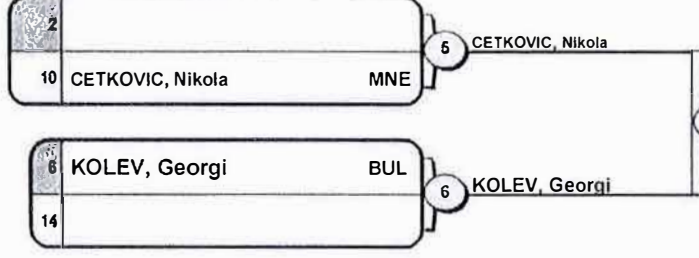 2
5 CETKOVIC, Nikola
10 CETKOVIC, Nikola MNE
6 KOLEV, Georgi BUL
6 KOLEV, Georgi
14